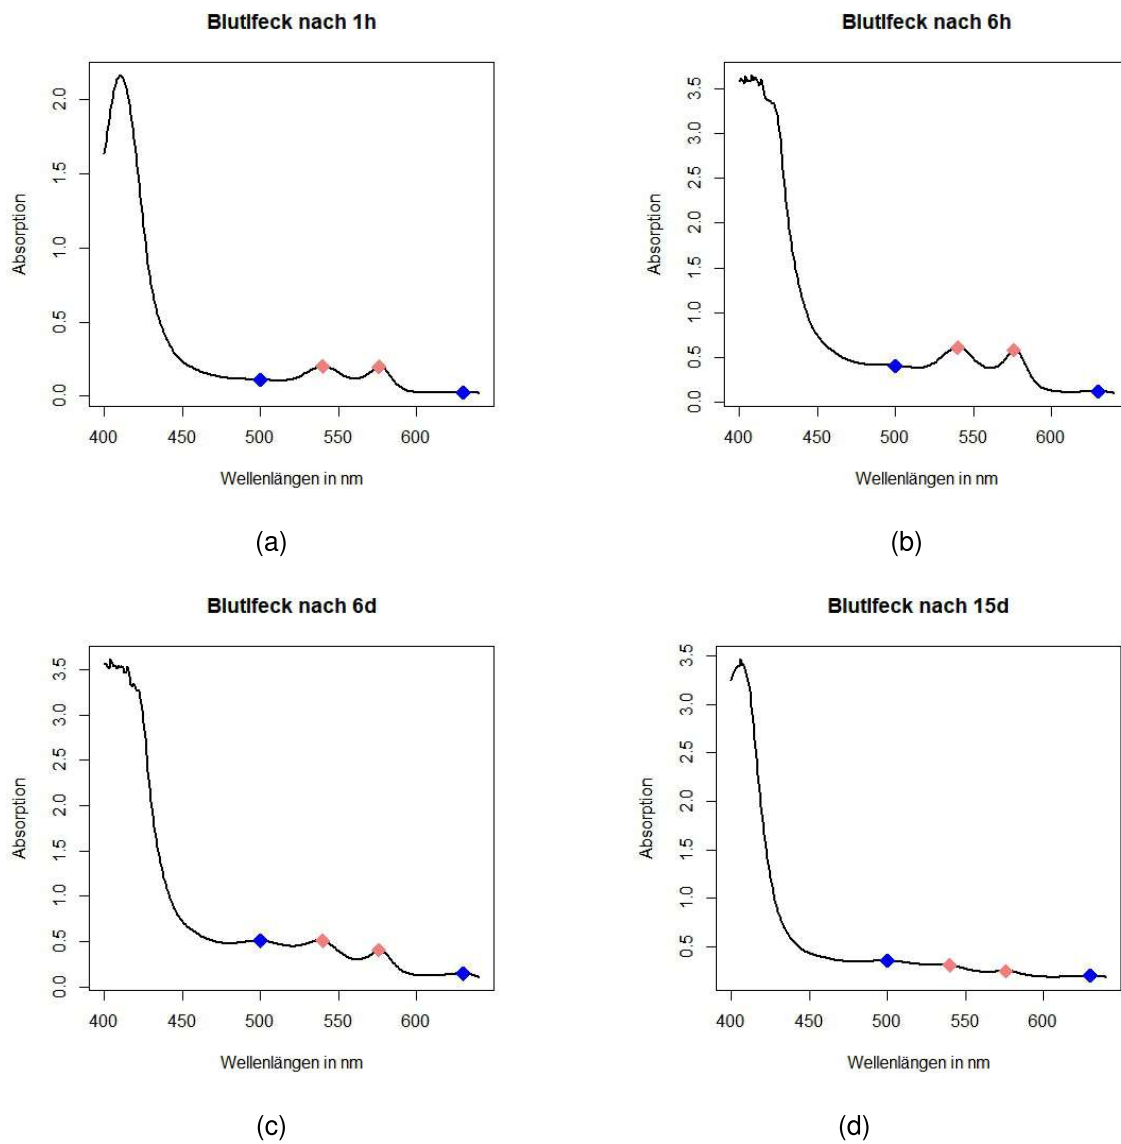 Blutlfeck nach 1h
Absorption
0.0 0.5 1.0 1.5 2.0
400 450 500 550 600
Wellenlängen in nm
(a)
Blutlfeck nach 6h
Absorption
0.0 0.5 1.0 1.5 2.0 2.5 3.0 3.5
400 450 500 550 600
Wellenlängen in nm
(b)
Blutlfeck nach 6d
Absorption
0.0 0.5 1.0 1.5 2.0 2.5 3.0 3.5
400 450 500 550 600
Wellenlängen in nm
(c)
Blutlfeck nach 15d
Absorption
0.5 1.0 1.5 2.0 2.5 3.0 3.5
400 450 500 550 600
Wellenlängen in nm
(d)